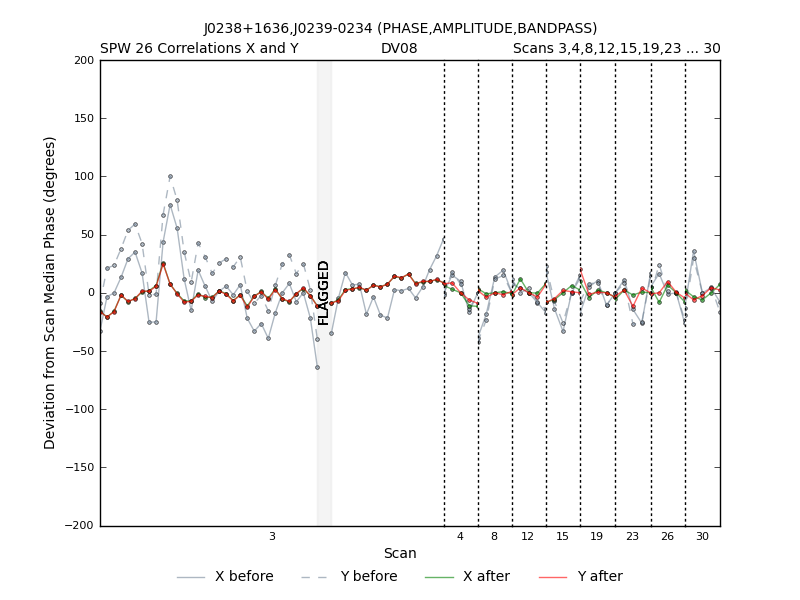 J0238+1636,J0239-0234 (PHASE,AMPLITUDE,BANDPASS)
SPW 26 Correlations X and Y DV08 Scans 3,4,8,12,15,19,23 ... 30
200
150
100
50
0
−50
−100
−150
−200
Deviation from Scan Median Phase (degrees)
FLAGGED
3 4 8 12 15 19 23 26 30
Scan
X before Y before X after Y after